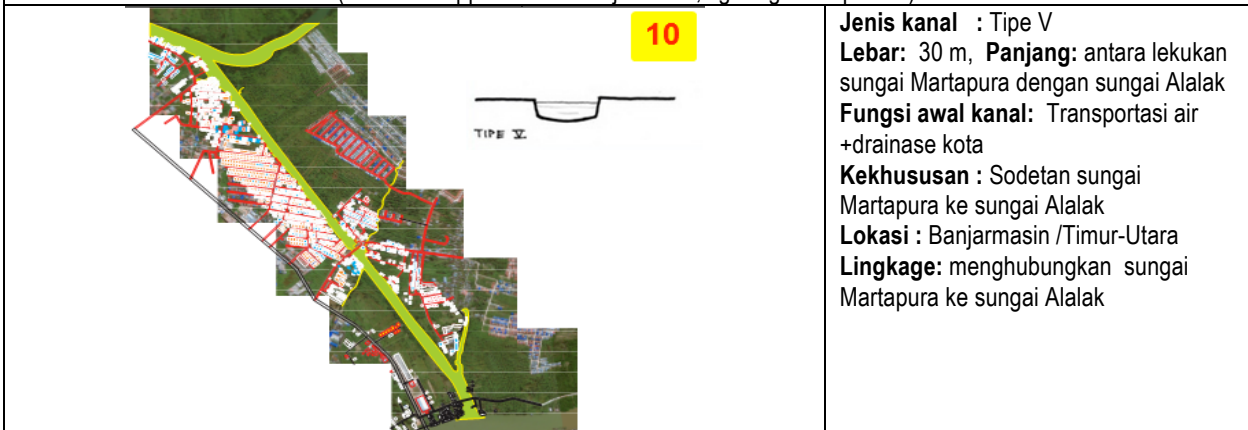 10
TIPE V
Jenis kanal : Tipe V
Lebar: 30 m, Panjang: antara lekukan
sungai Martapura dengan sungai Alalak
Fungsi awal kanal: Transportasi air
+drainase kota
Kekhususan : Sodetan sungai
Martapura ke sungai Alalak
Lokasi : Banjarmasin /Timur-Utara
Lingkage: menghubungkan sungai
Martapura ke sungai Alalak